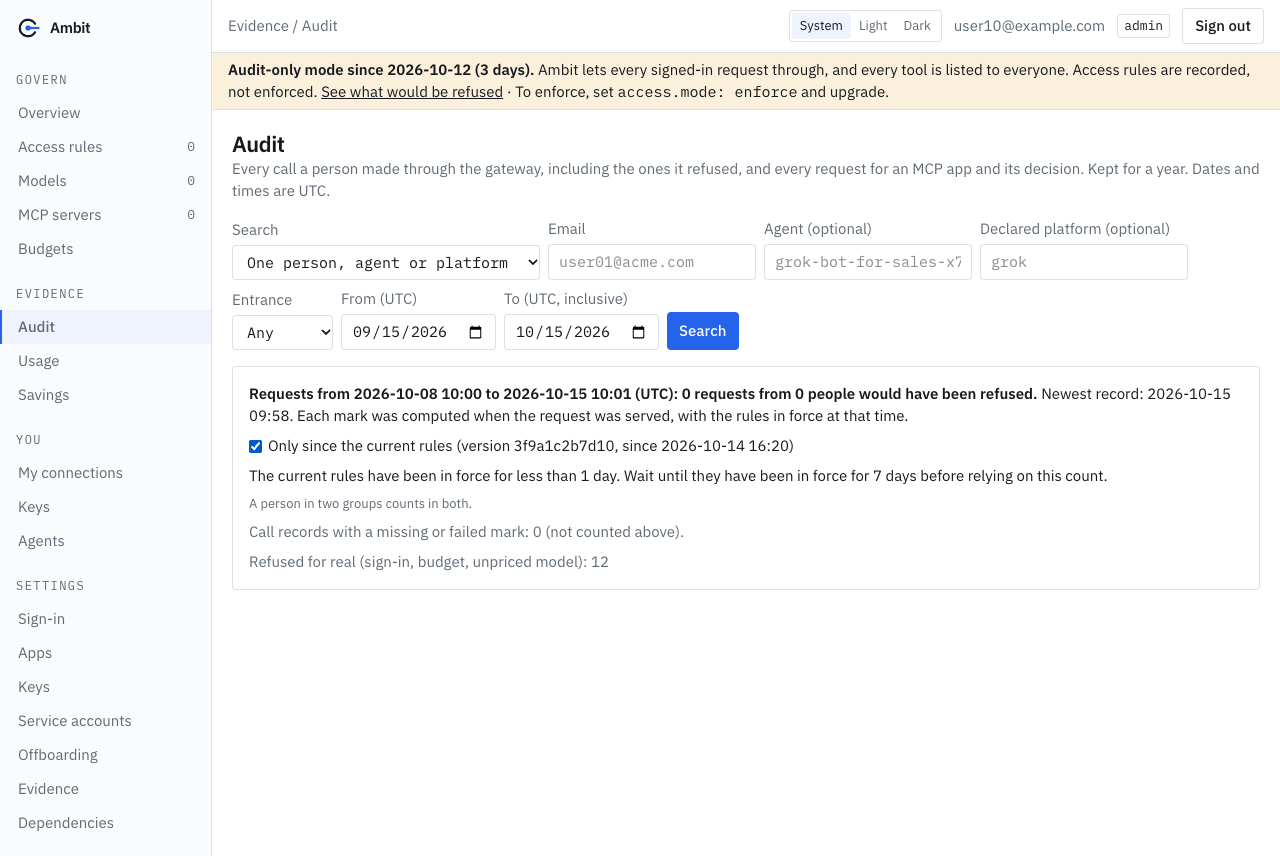 Ambit
Evidence / Audit
System Light Dark
user10@example.com
admin
Sign out
GOVERN
Overview
Access rules 0
Models 0
MCP servers 0
Budgets
EVIDENCE
Audit
Usage
Savings
YOU
My connections
Keys
Agents
SETTINGS
Sign-in
Apps
Keys
Service accounts
Offboarding
Evidence
Dependencies
Audit-only mode since 2026-10-12 (3 days). Ambit lets every signed-in request through, and every tool is listed to everyone. Access rules are recorded,
not enforced. See what would be refused · To enforce, set access.mode: enforce and upgrade.
Audit
Every call a person made through the gateway, including the ones it refused, and every request for an MCP app and its decision. Kept for a year. Dates and
times are UTC.
Search Email Agent (optional) Declared platform (optional)
One person, agent or platform user01@acme.com grok-bot-for-sales-x7 grok
Entrance From (UTC) To (UTC, inclusive)
Any 09/15/2026 10/15/2026 Search
Requests from 2026-10-08 10:00 to 2026-10-15 10:01 (UTC): 0 requests from 0 people would have been refused. Newest record: 2026-10-15
09:58. Each mark was computed when the request was served, with the rules in force at that time.
Only since the current rules (version 3f9a1c2b7d10, since 2026-10-14 16:20)
The current rules have been in force for less than 1 day. Wait until they have been in force for 7 days before relying on this count.
A person in two groups counts in both.
Call records with a missing or failed mark: 0 (not counted above).
Refused for real (sign-in, budget, unpriced model): 12